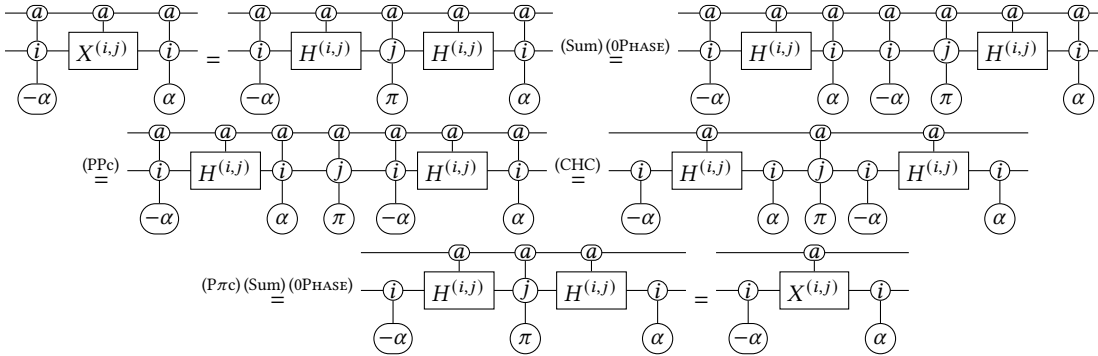 a a a a a a a a a a a a a a a
i X^{(i,j)} i = i H^{(i,j)} j H^{(i,j)} i (Sum) (0PHASE) = i H^{(i,j)} i i j H^{(i,j)} i
−α α −α π α −α α −α π α
a a a a a a a a a a
(PPc) = i H^{(i,j)} i j i H^{(i,j)} i (CHC) = i H^{(i,j)} i j i H^{(i,j)} i
−α α π −α α −α α π −α α
a a a a
(Pπc) (Sum) (0PHASE) = i H^{(i,j)} j H^{(i,j)} i = i X^{(i,j)} i
−α π α −α α